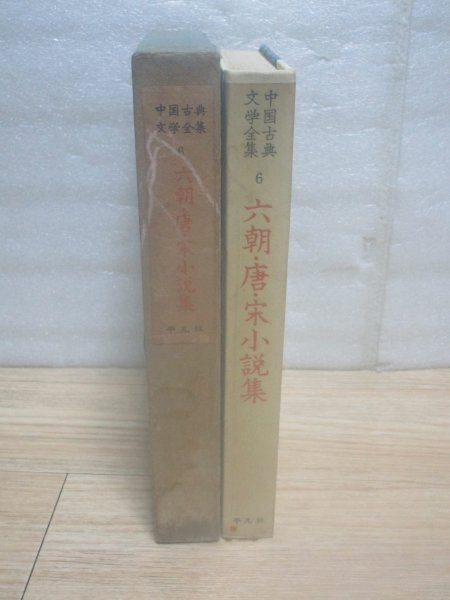 中国古典
文学全集
6
六朝・唐・宋小説集
平凡社
中国古典
文学全集
6
六朝・唐・宋小説集
平凡社